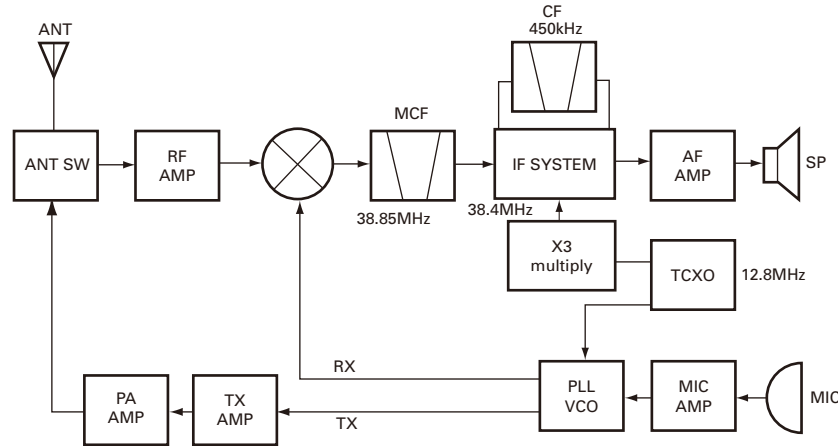 ANT
CF
450kHz
MCF
ANT SW
RF
AMP
IF SYSTEM
AF
AMP
SP
38.85MHz
38.4MHz
X3
multiply
TCXO
12.8MHz
RX
PA
AMP
TX
AMP
TX
PLL
VCO
MIC
AMP
MIC